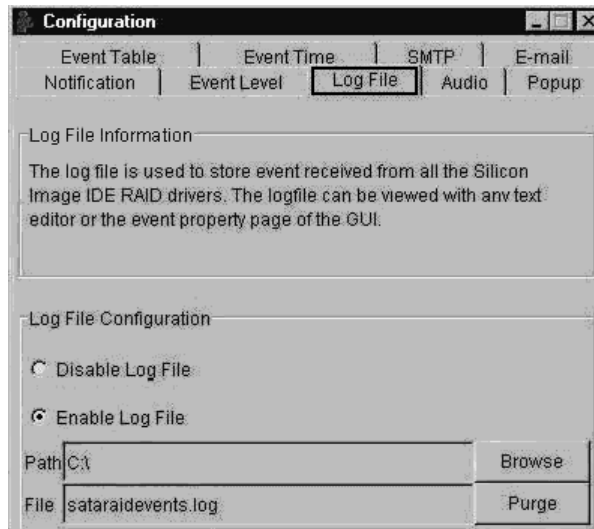 Configuration
Event Table Event Time SMTP E-mail
Notification Event Level Log File Audio Popup
Log File Information
The log file is used to store event received from all the Silicon
Image IDE RAID drivers. The logfile can be viewed with any text
editor or the event property page of the GUI.
Log File Configuration
Disable Log File
Enable Log File
Path C:\ Browse
File sataraidevents.log Purge